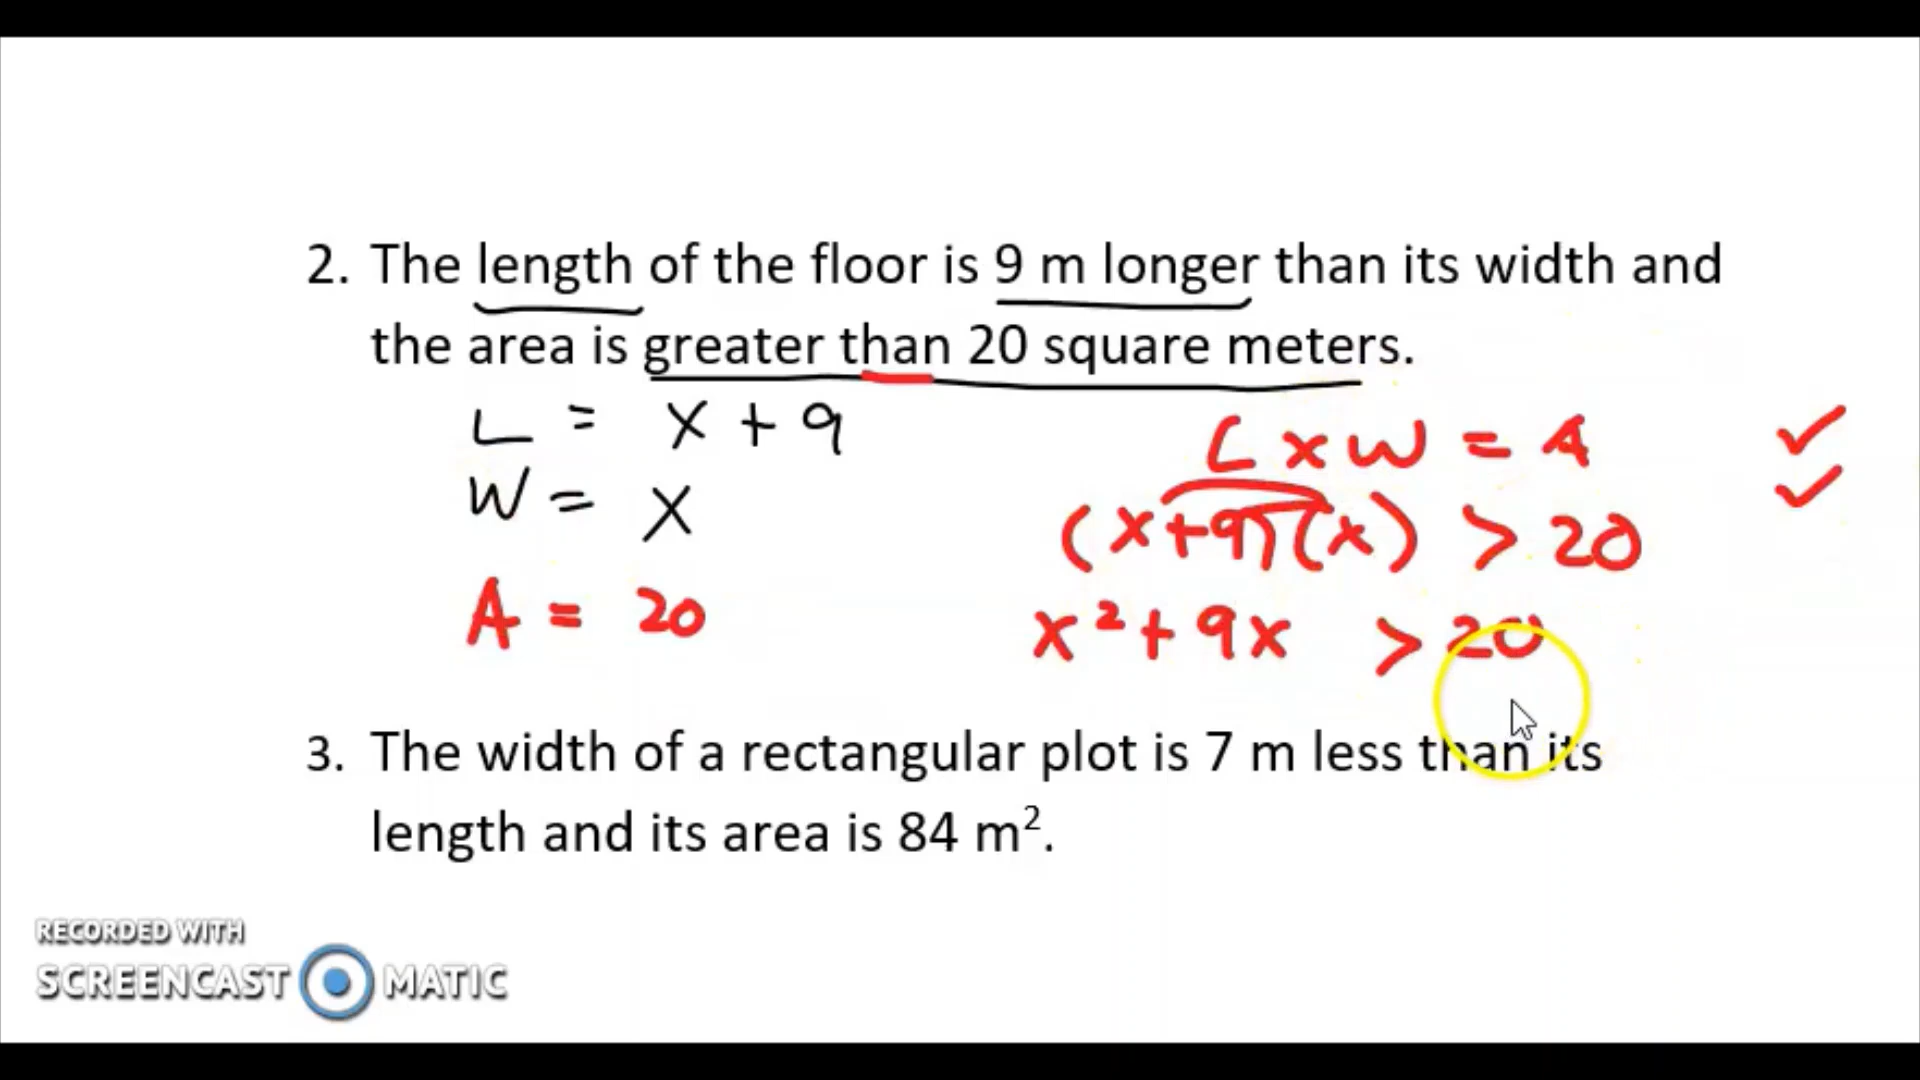 2. The length of the floor is 9 m longer than its width and
the area is greater than 20 square meters.
L = x + 9
W = x
A = 20
L x W = A
(x+9)(x) > 20
x² + 9x > 20
3. The width of a rectangular plot is 7 m less than its
length and its area is 84 m².
RECORDED WITH
SCREENCAST MATIC